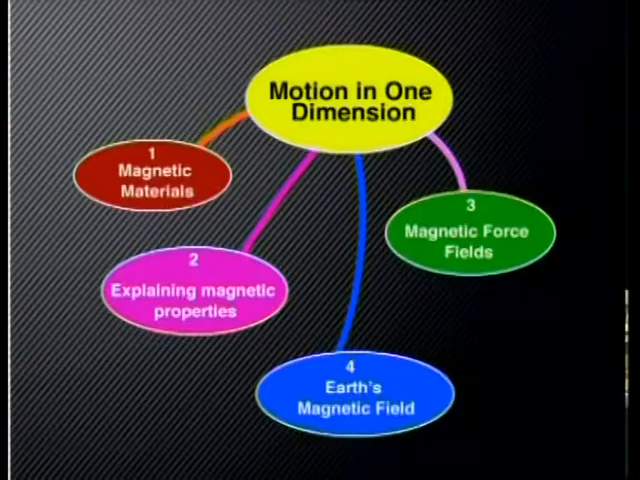 Motion in One
Dimension
1
Magnetic
Materials
2
Explaining magnetic
properties
3
Magnetic Force
Fields
4
Earth's
Magnetic Field